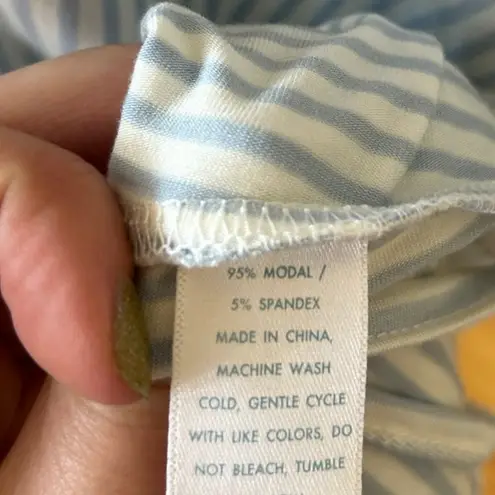 95% MODAL /
5% SPANDEX
MADE IN CHINA,
MACHINE WASH
COLD, GENTLE CYCLE
WITH LIKE COLORS, DO
NOT BLEACH, TUMBLE